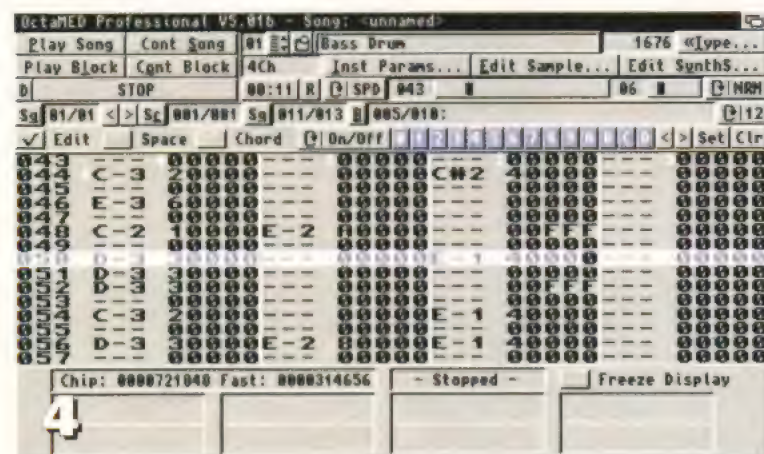 OctaMED Professional V5.01b - Song: <unnamed>
Play Song Cont Song 01 Bass Drum 1676 «Type...
Play Block Cont Block 4Ch Inst Params... Edit Sample... Edit SynthS...
D STOP 00:11 R SPD 043 06 NRM
Sg 01/01 < > Sc 001/001 Sq 011/013 B 005/010: 12
✓ Edit Space Chord On/Off < > Set Clr
043 --- 00000--- 00000--- 00000--- 00000
044 C-3 20000--- 00000C#2 40000--- 00000
045 --- 00000--- 00000--- 00000--- 00000
046 E-3 60000--- 00000--- 00000--- 00000
047 --- 00000--- 00000--- 00000--- 00000
048 C-2 10000E-2 00000--- 00FFF--- 00000
049 --- 00000--- 00000--- 00000--- 00000
051 D-3 30000--- 00000--- 00000--- 00000
052 D-3 30000--- 00000--- 00FFF--- 00000
053 --- 00000--- 00000--- 00000--- 00000
054 C-3 20000--- 00000E-1 40000--- 00000
055 --- 00000--- 00000--- 00000--- 00000
056 D-3 30000E-2 0000E-1 40000--- 00000
057 --- 00000--- 00000--- 00000--- 00000
Chip: 0000721040 Fast: 0000314656 - Stopped - Freeze Display
4